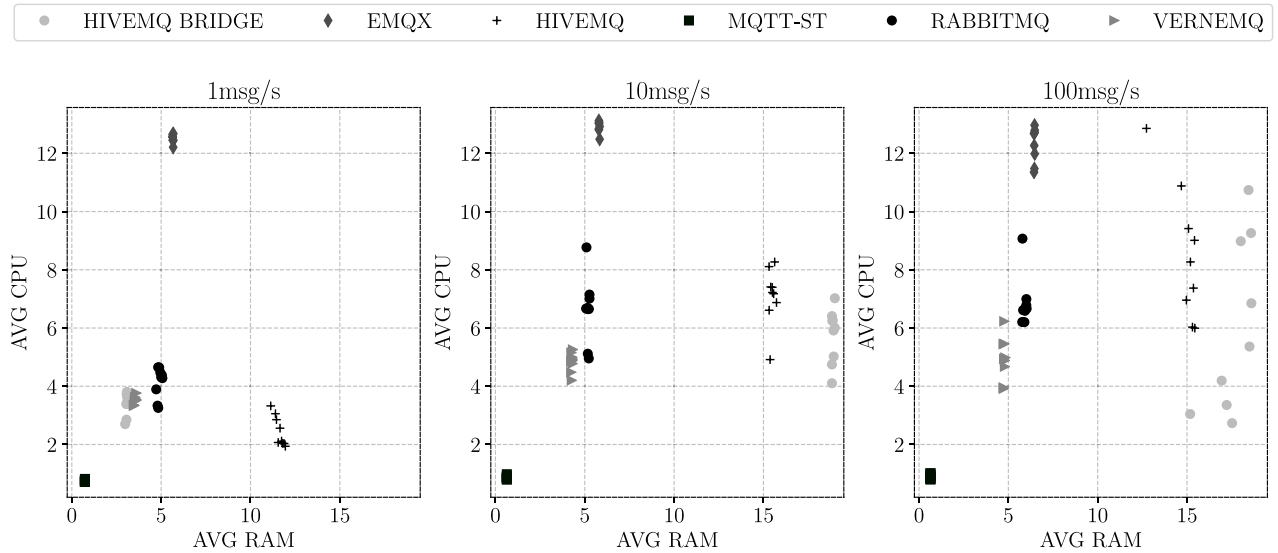 HIVEMQ BRIDGE EMQX HIVEMQ MQTT-ST RABBITMQ VERNEMQ
1msg/s 10msg/s 100msg/s
12 12 12
10 10 10
8 8 8
AVG CPU AVG CPU AVG CPU
6 6 6
4 4 4
2 2 2
0 5 10 15 0 5 10 15 0 5 10 15
AVG RAM AVG RAM AVG RAM